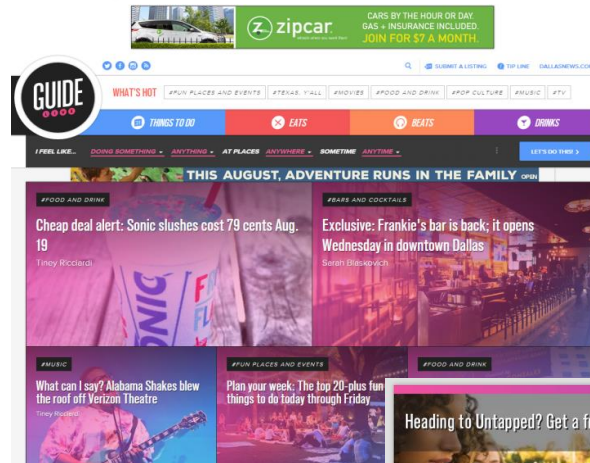 zipcar.
CARS BY THE HOUR OR DAY.
GAS + INSURANCE INCLUDED.
JOIN FOR $7 A MONTH.
SUBMIT A LISTING
TIP LINE
DALLASNEWS.CO
GUIDE
LIVE
WHAT'S HOT
#FUN PLACES AND EVENTS
#TEXAS, Y'ALL
#MOVIES
#FOOD AND DRINK
#POP CULTURE
#MUSIC
#TV
THINGS TO DO
EATS
BEATS
DRINKS
I FEEL LIKE... DOING SOMETHING ANYTHING AT PLACES ANYWHERE SOMETIME ANYTIME
LET'S DO THIS! >
THIS AUGUST, ADVENTURE RUNS IN THE FAMILY OPEN
#FOOD AND DRINK
Cheap deal alert: Sonic slushes cost 79 cents Aug.
19
Tiney Ricciardi
SONIC
#BARS AND COCKTAILS
Exclusive: Frankie's bar is back; it opens
Wednesday in downtown Dallas
Sarah Blaskovich
#MUSIC
What can I say? Alabama Shakes blew
the roof off Verizon Theatre
Tiney Ricciardi
#FUN PLACES AND EVENTS
Plan your week: The top 20-plus fun
things to do today through Friday
#FOOD AND DRINK
Heading to Untapped? Get a f